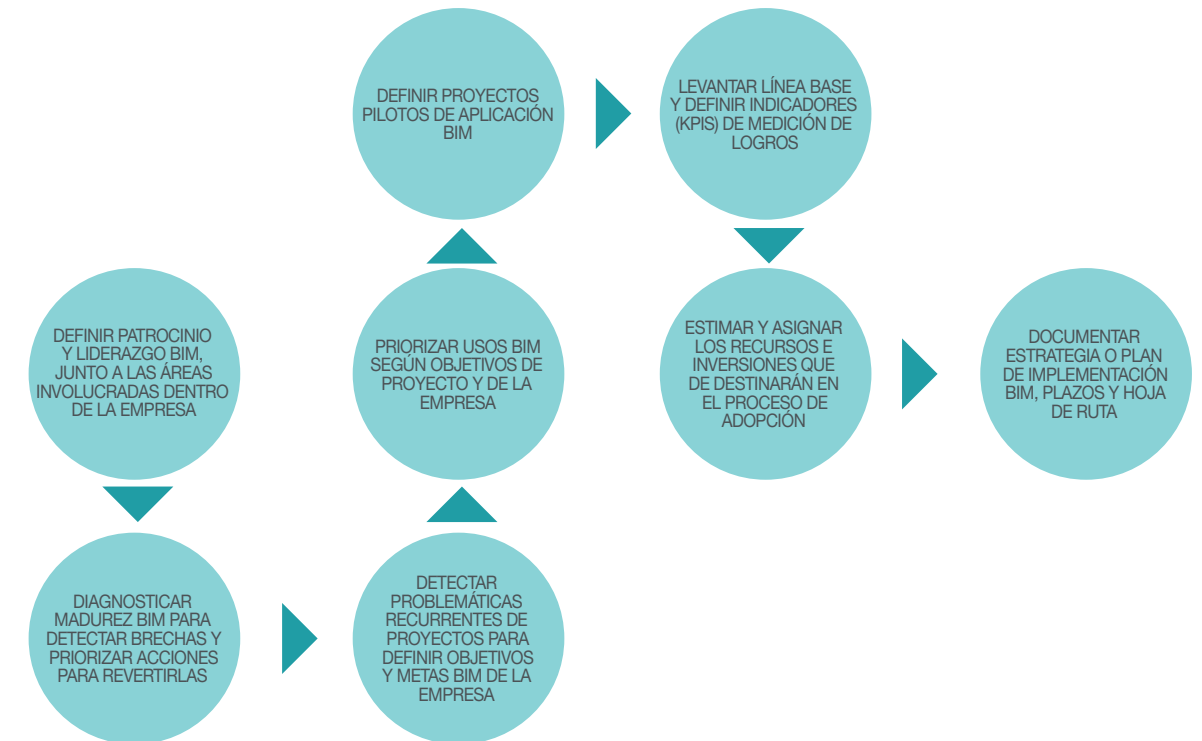 DEFINIR PATROCINIO
Y LIDERAZGO BIM,
JUNTO A LAS ÁREAS
INVOLUCRADAS DENTRO
DE LA EMPRESA
DIAGNOSTICAR
MADUREZ BIM PARA
DETECTAR BRECHAS Y
PRIORIZAR ACCIONES
PARA REVERTIRLAS
DETECTAR
PROBLEMÁTICAS
RECURRENTES DE
PROYECTOS PARA
DEFINIR OBJETIVOS
Y METAS BIM DE LA
EMPRESA
PRIORIZAR USOS BIM
SEGÚN OBJETIVOS DE
PROYECTO Y DE LA
EMPRESA
DEFINIR PROYECTOS
PILOTOS DE APLICACIÓN
BIM
LEVANTAR LÍNEA BASE
Y DEFINIR INDICADORES
(KPIS) DE MEDICIÓN DE
LOGROS
ESTIMAR Y ASIGNAR
LOS RECURSOS E
INVERSIONES QUE
DE DESTINARÁN EN
EL PROCESO DE
ADOPCIÓN
DOCUMENTAR
ESTRATEGIA O PLAN
DE IMPLEMENTACIÓN
BIM, PLAZOS Y HOJA
DE RUTA